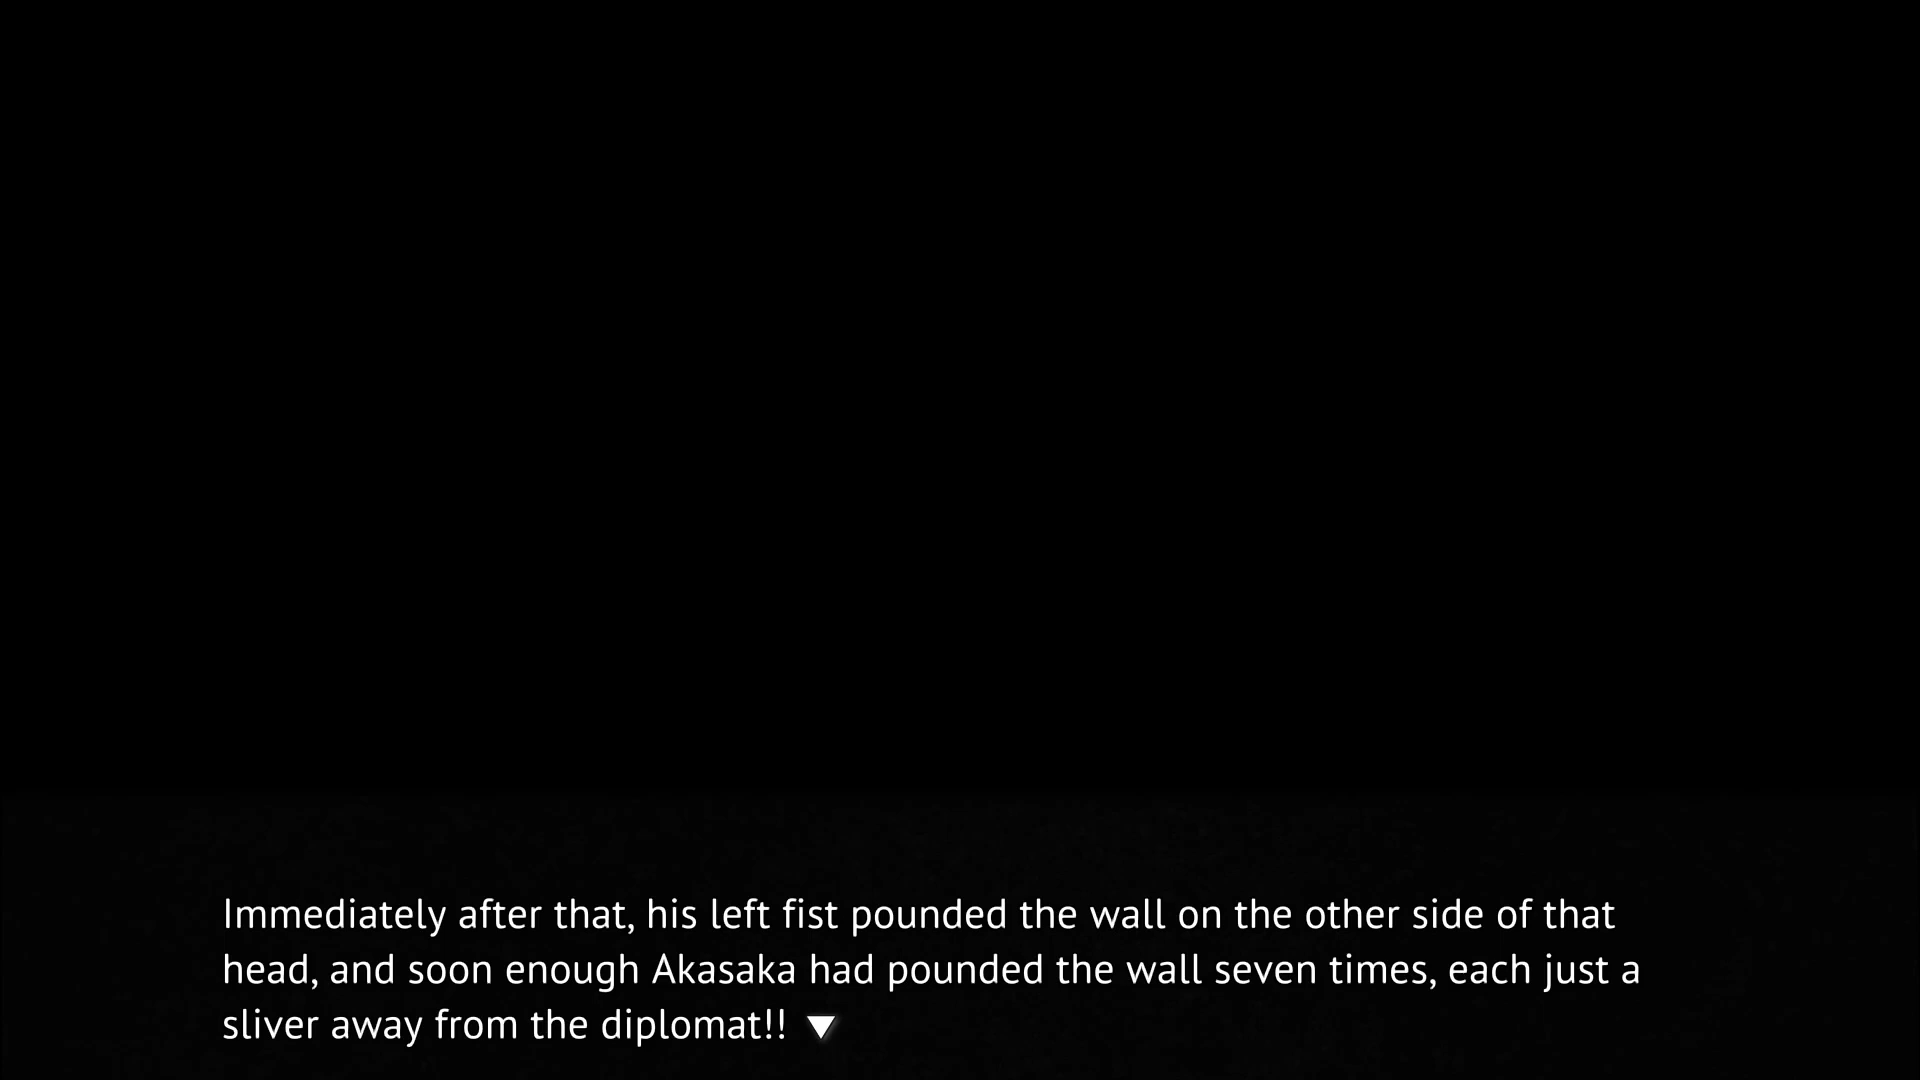 Immediately after that, his left fist pounded the wall on the other side of that
head, and soon enough Akasaka had pounded the wall seven times, each just a
sliver away from the diplomat!!